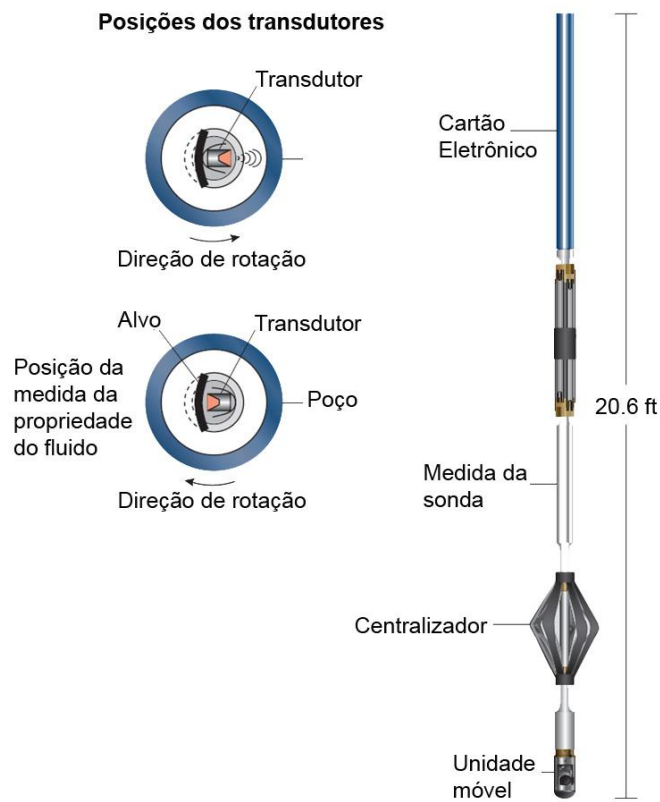 Posições dos transdutores
Transdutor
Direção de rotação
Alvo
Transdutor
Posição da
medida da
propriedade
do fluido
Poço
Direção de rotação
Cartão
Eletrônico
20.6 ft
Medida da
sonda
Centralizador
Unidade
móvel